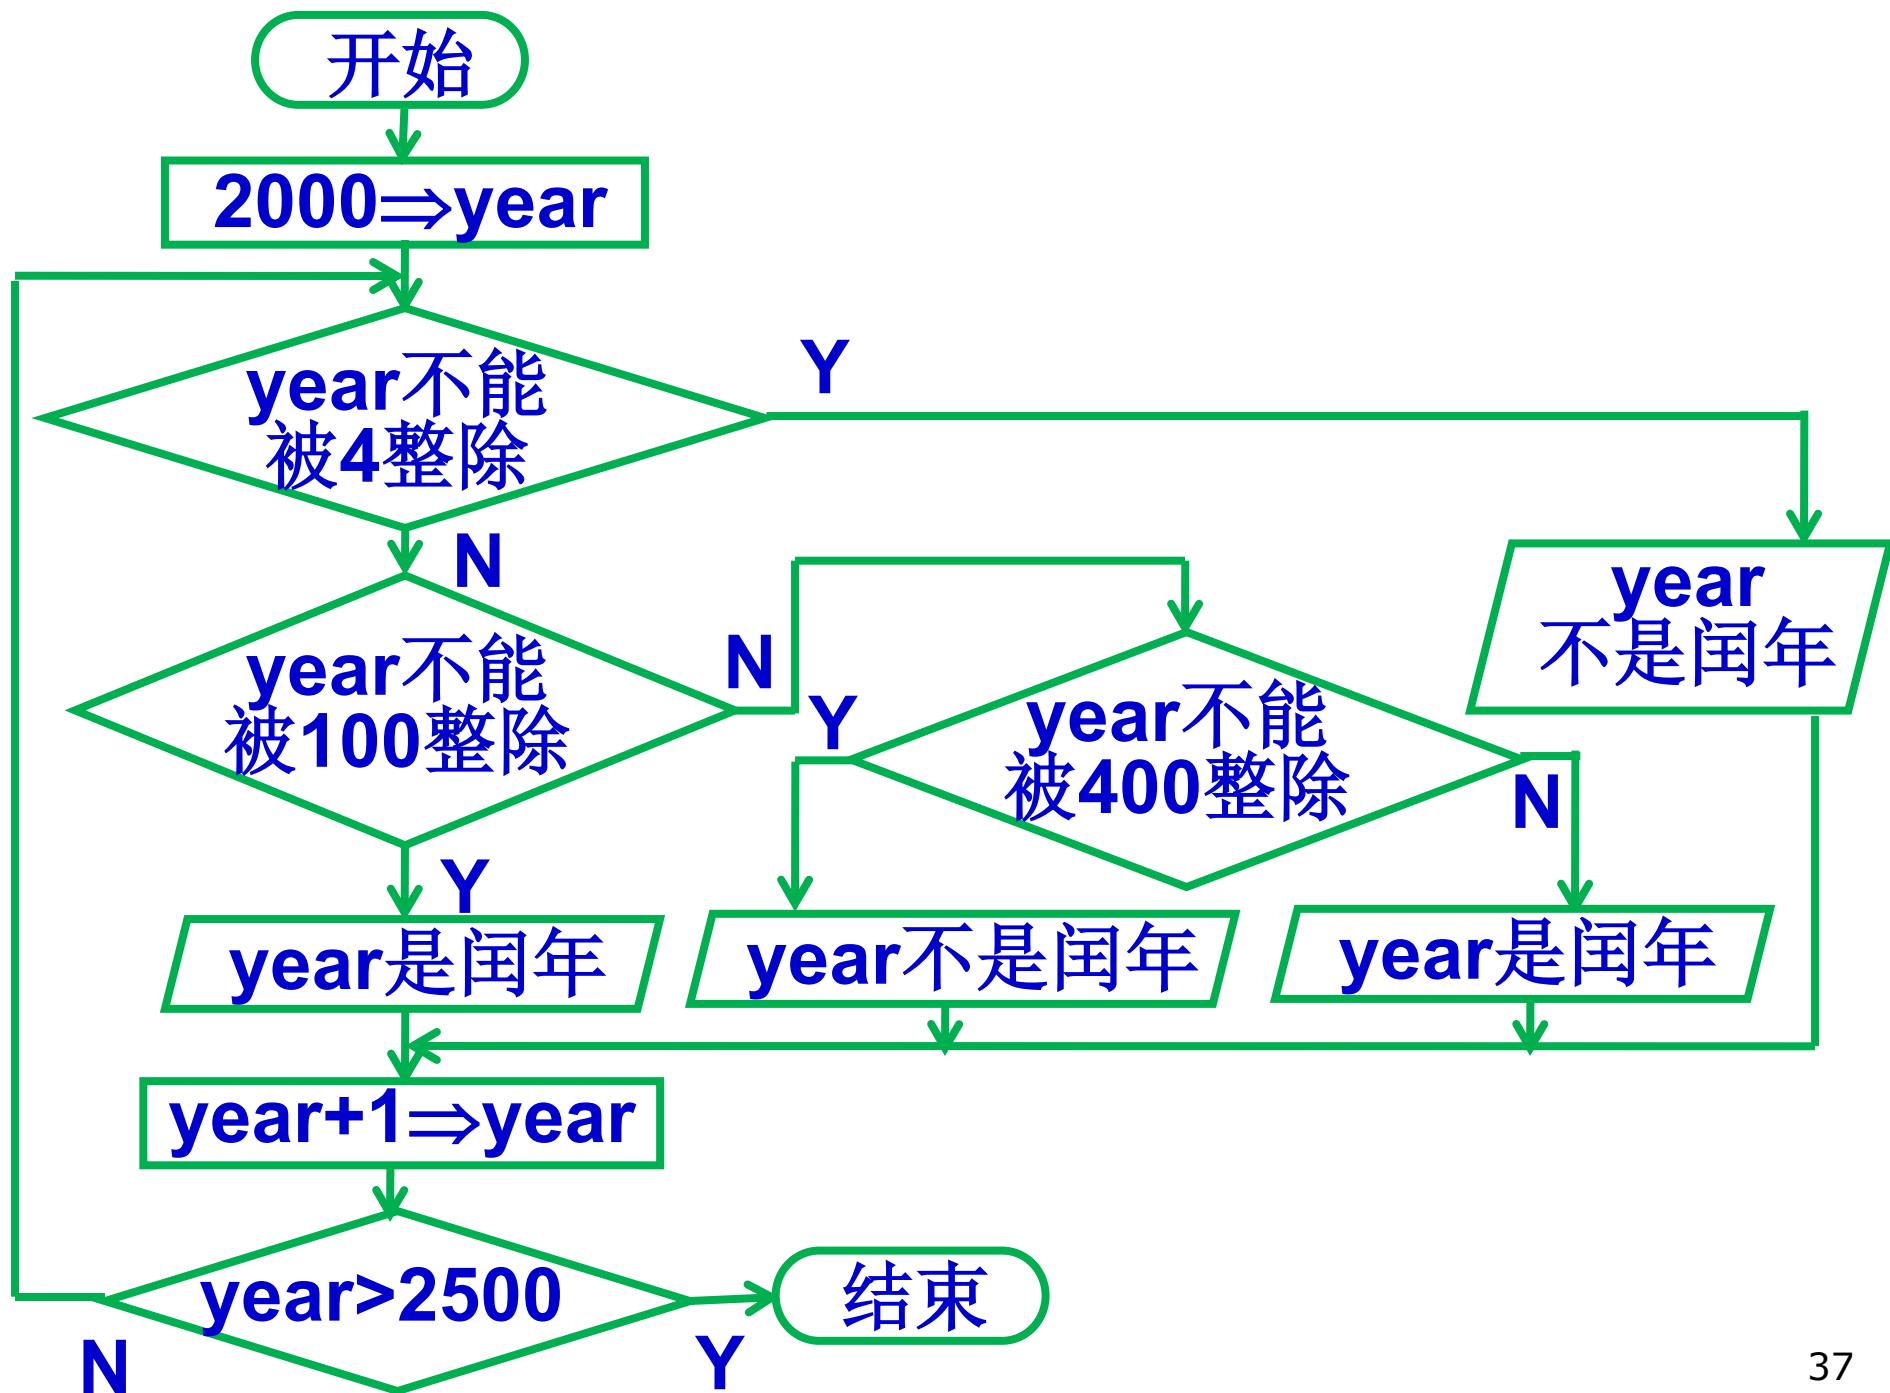 开始
2000⇒year
year不能
被4整除
Y
N
year不能
被100整除
N
Y
year不能
被400整除
Y
N
year
不是闰年
year是闰年
year不是闰年
year是闰年
year+1⇒year
year>2500
N
Y
结束
37